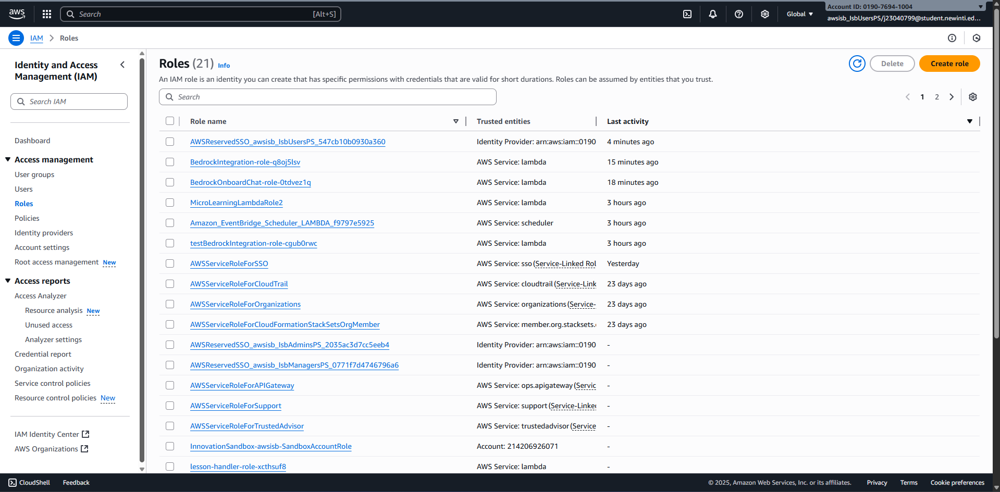 aws
Search [Alt+S]
Global
Account ID: 0190-7694-1004
awsisb_IsbUsersPS/j23040799@student.newinti.ed...
IAM > Roles
Identity and Access Management (IAM)
Search IAM
Dashboard
Access management
User groups
Users
Roles
Policies
Identity providers
Account settings
Root access management New
Access reports
Access Analyzer
Resource analysis New
Unused access
Analyzer settings
Credential report
Organization activity
Service control policies
Resource control policies New
IAM Identity Center
AWS Organizations
Roles (21) Info
Delete
Create role
An IAM role is an identity you can create that has specific permissions with credentials that are valid for short durations. Roles can be assumed by entities that you trust.
Search
1 2
Role name Trusted entities Last activity
AWSReservedSSO_awsisb_IsbUsersPS_547cb10b0930a360 Identity Provider: arn:aws:iam::0190 4 minutes ago
BedrockIntegration-role-q8oj5lsv AWS Service: lambda 15 minutes ago
BedrockOnboardChat-role-0tdvez1q AWS Service: lambda 18 minutes ago
MicroLearningLambdaRole2 AWS Service: lambda 3 hours ago
Amazon_EventBridge_Scheduler_LAMBDA_f9797e5925 AWS Service: scheduler 3 hours ago
testBedrockIntegration-role-cgub0rwc AWS Service: lambda 3 hours ago
AWSServiceRoleForSSO AWS Service: sso (Service-Linked Rol Yesterday
AWSServiceRoleForCloudTrail AWS Service: cloudtrail (Service-Link 23 days ago
AWSServiceRoleForOrganizations AWS Service: organizations (Service- 23 days ago
AWSServiceRoleForCloudFormationStackSetsOrgMember AWS Service: member.org.stacksets. 23 days ago
AWSReservedSSO_awsisb_IsbAdminsPS_2035ac3d7cc5eeb4 Identity Provider: arn:aws:iam::0190 -
AWSReservedSSO_awsisb_IsbManagersPS_0771f7d4746796a6 Identity Provider: arn:aws:iam::0190 -
AWSServiceRoleForAPIGateway AWS Service: ops.apigateway (Servic -
AWSServiceRoleForSupport AWS Service: support (Service-Linked -
AWSServiceRoleForTrustedAdvisor AWS Service: trustedadvisor (Service -
InnovationSandbox-awsisb-SandboxAccountRole Account: 214206926071 -
lesson-handler-role-xcthsuf8 AWS Service: lambda -
CloudShell Feedback © 2025, Amazon Web Services, Inc. or its affiliates. Privacy Terms Cookie preferences